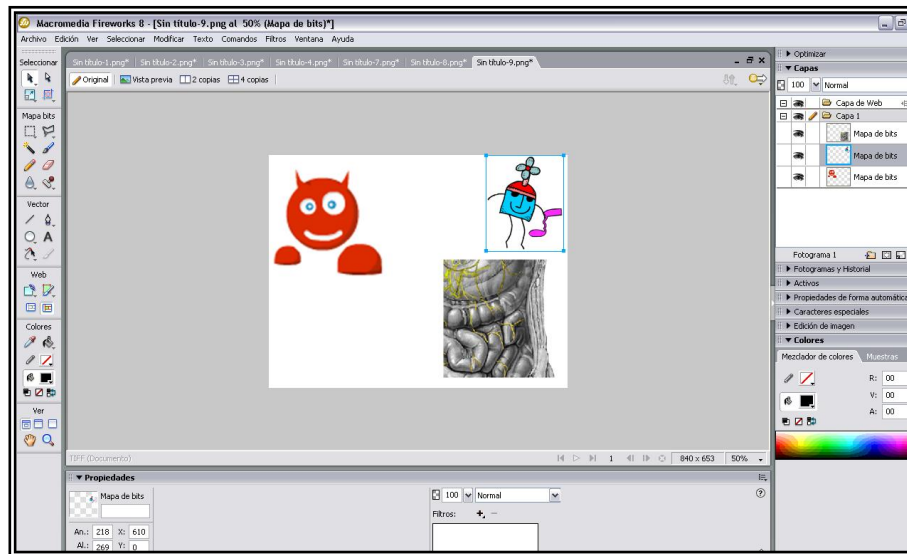 Macromedia Fireworks 8 - [Sin título-9.png al 50% (Mapa de bits)*]
Archivo Edición Ver Seleccionar Modificar Texto Comandos Filtros Ventana Ayuda
Seleccionar
Sin título-1.png* Sin título-2.png* Sin título-3.png* Sin título-4.png* Sin título-7.png* Sin título-8.png* Sin título-9.png*
Original Vista previa 2 copias 4 copias
Mapa bits
Vector
Web
Colores
Ver
TIFF (Documento)
1 840 x 653 50%
Optimizar
Capas
100 Normal
Capa de Web
Capa 1
Mapa de bits
Mapa de bits
Mapa de bits
Fotograma 1
Fotogramas y Historial
Activos
Propiedades de forma automática
Caracteres especiales
Edición de imagen
Colores
Mezclador de colores Muestras
R: 00
V: 00
A: 00
Propiedades
Mapa de bits
100 Normal
Filtros:
An.: 218 X: 610
Al.: 269 Y: 0